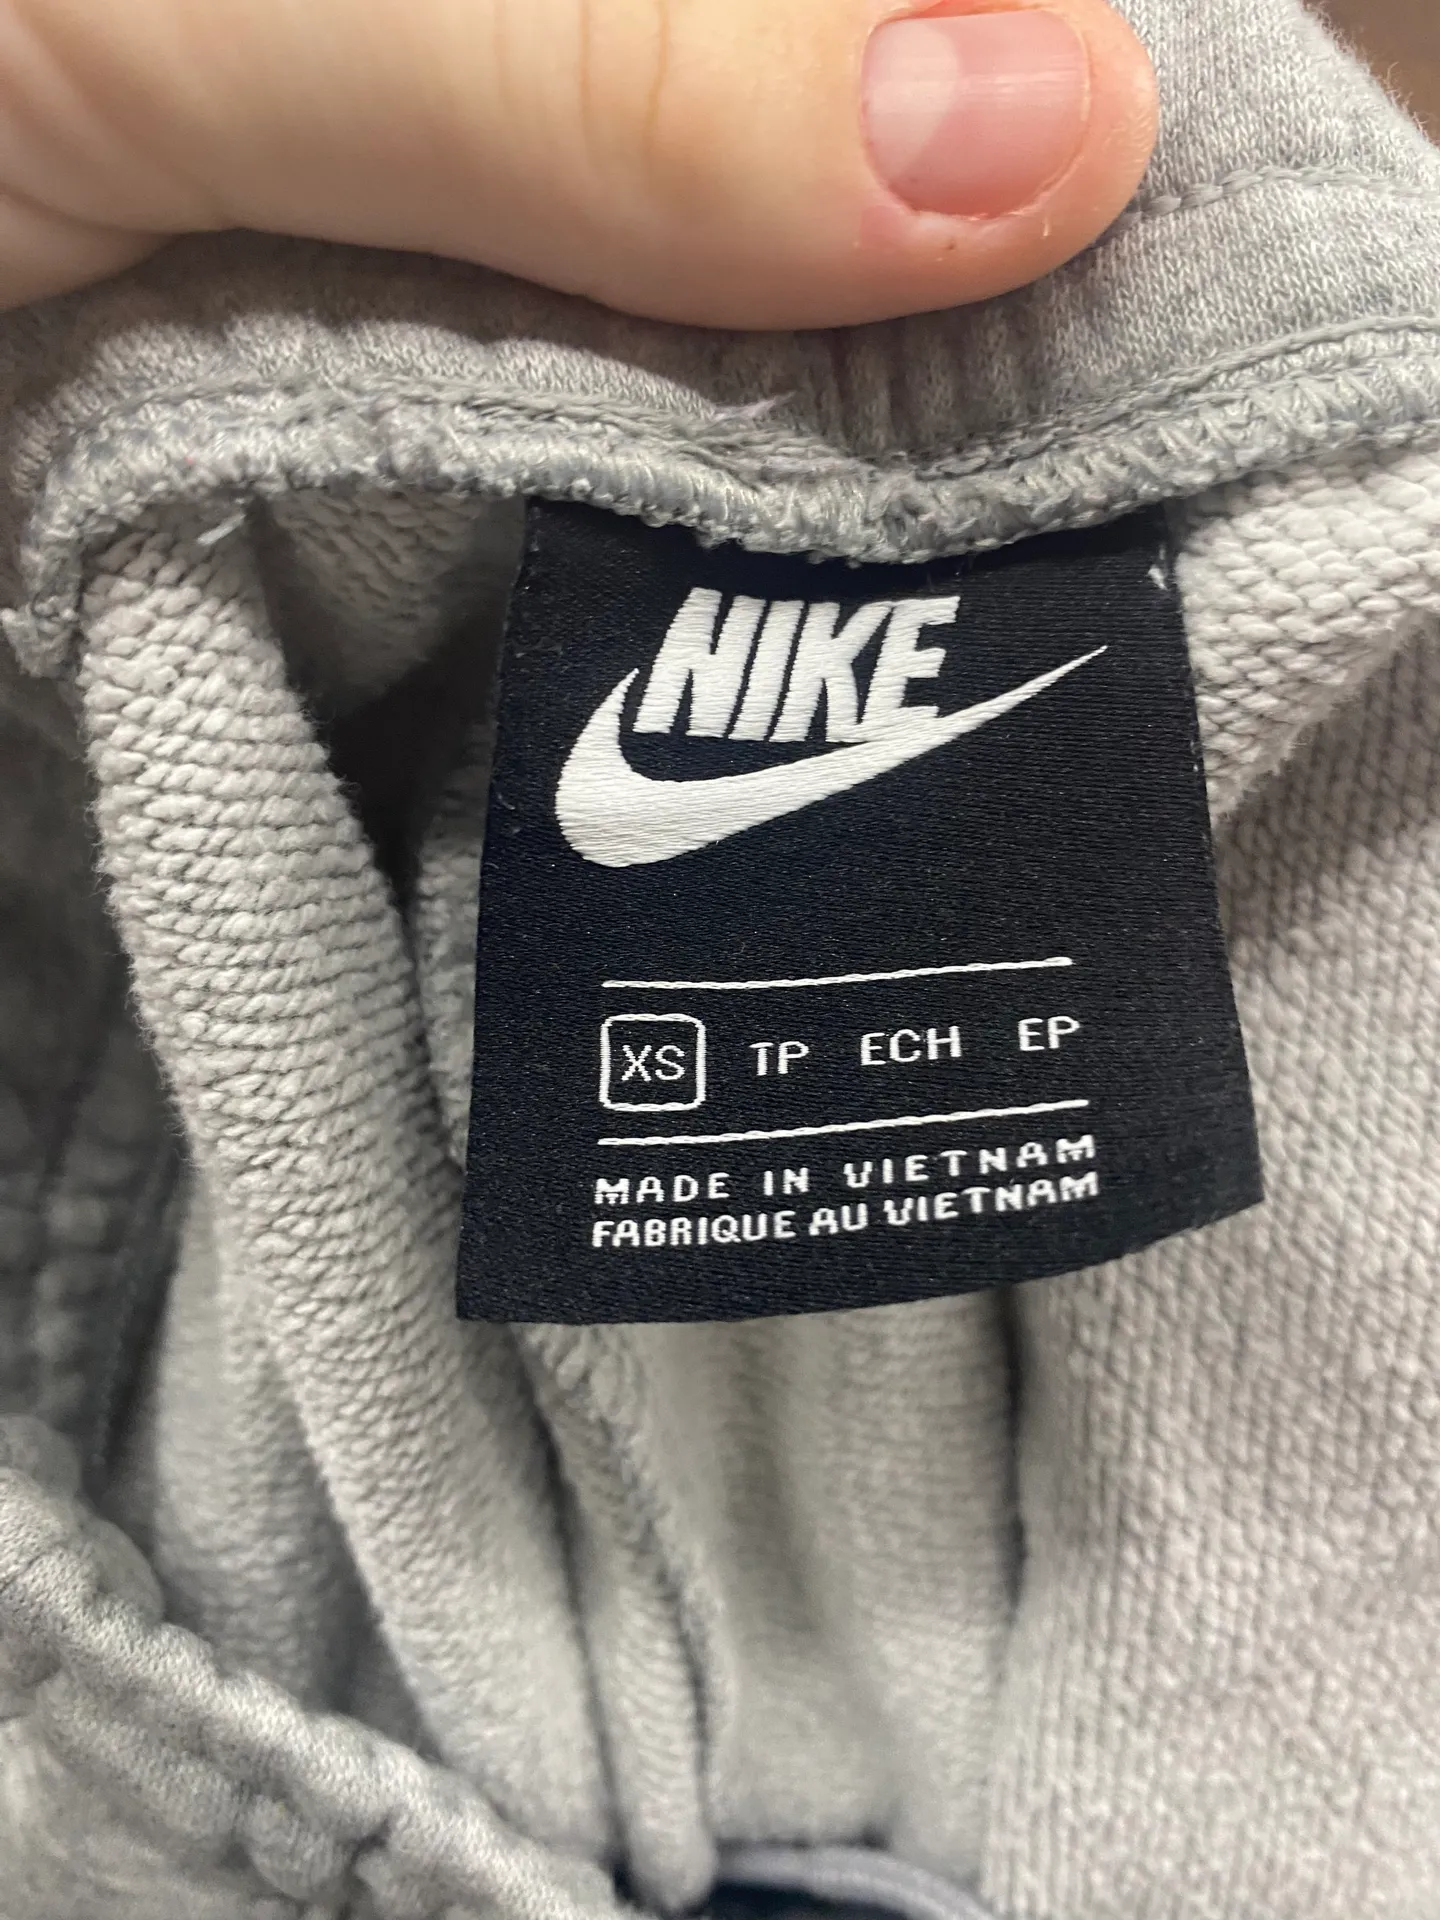 NIKE
XS TP ECH EP
MADE IN VIETNAM
FABRIQUE AU VIETNAM